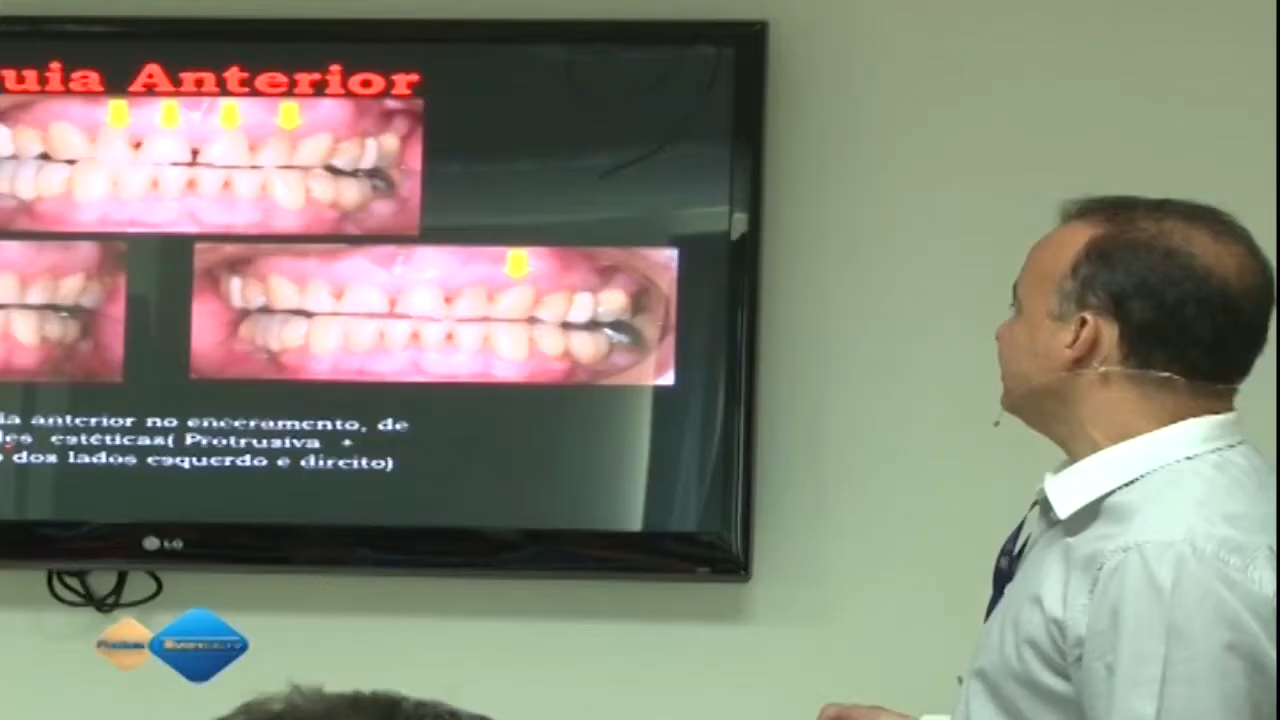 uia Anterior
ia anterior no enceramento, de
des estéticas( Protrusiva +
o dos lados esquerdo e direito)
LG